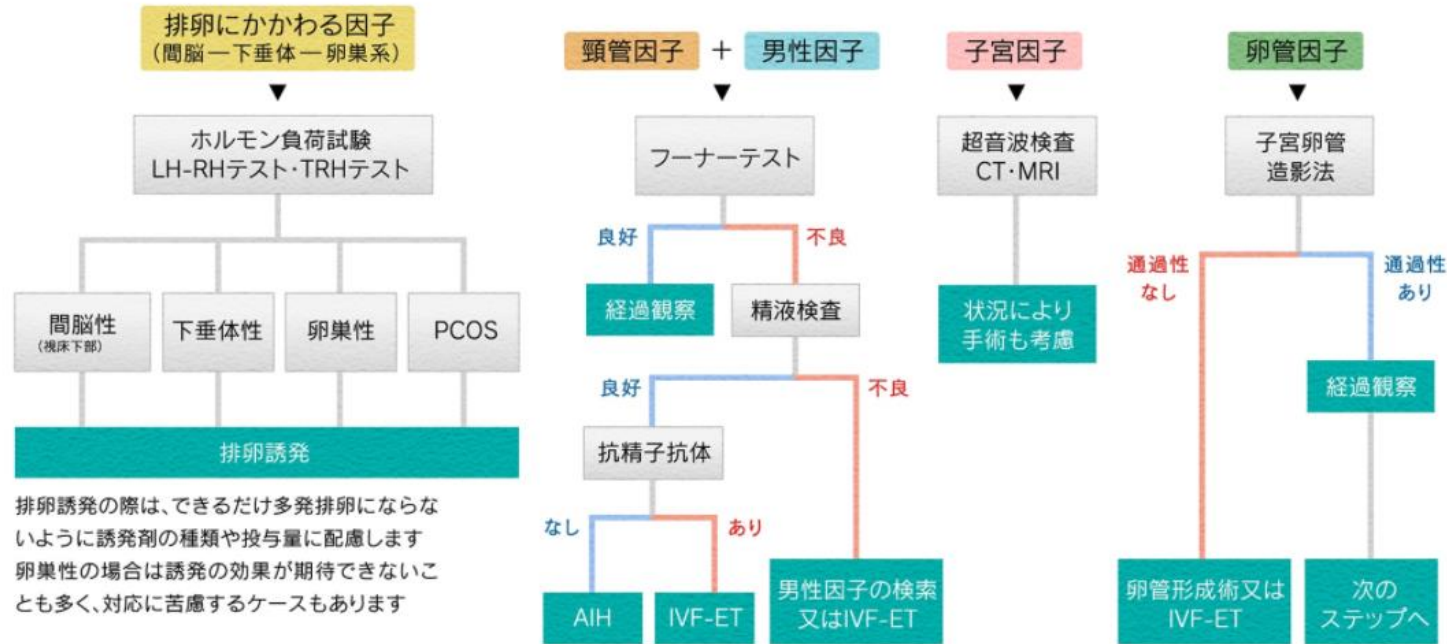 排卵にかかわる因子
(間脳ー下垂体ー卵巣系)
ホルモン負荷試験
LH-RHテスト・TRHテスト
間脳性
(視床下部)
下垂体性
卵巣性
PCOS
排卵誘発
排卵誘発の際は、できるだけ多発排卵にならな
いように誘発剤の種類や投与量に配慮します
卵巣性の場合は誘発の効果が期待できないこ
とも多く、対応に苦慮するケースもあります
頸管因子 + 男性因子
フーナーテスト
良好
不良
経過観察
精液検査
良好
不良
抗精子抗体
なし
あり
AIH
IVF-ET
男性因子の検索
又はIVF-ET
子宮因子
超音波検査
CT・MRI
状況により
手術も考慮
卵管因子
子宮卵管
造影法
通過性
なし
通過性
あり
経過観察
卵管形成術又は
IVF-ET
次の
ステップへ